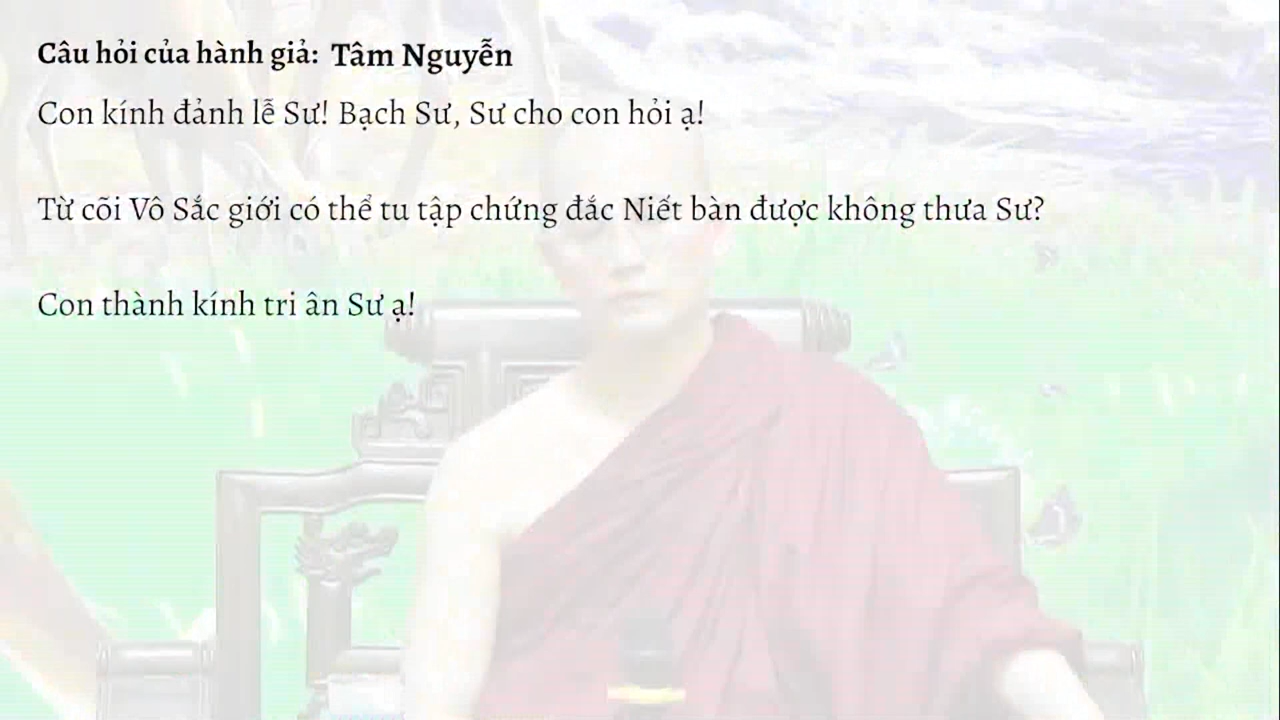 Câu hỏi của hành giả: Tâm Nguyễn
Con kính đảnh lễ Sư! Bạch Sư, Sư cho con hỏi ạ!
Từ cõi Vô Sắc giới có thể tu tập chứng đắc Niết bàn được không thưa Sư?
Con thành kính tri ân Sư ạ!